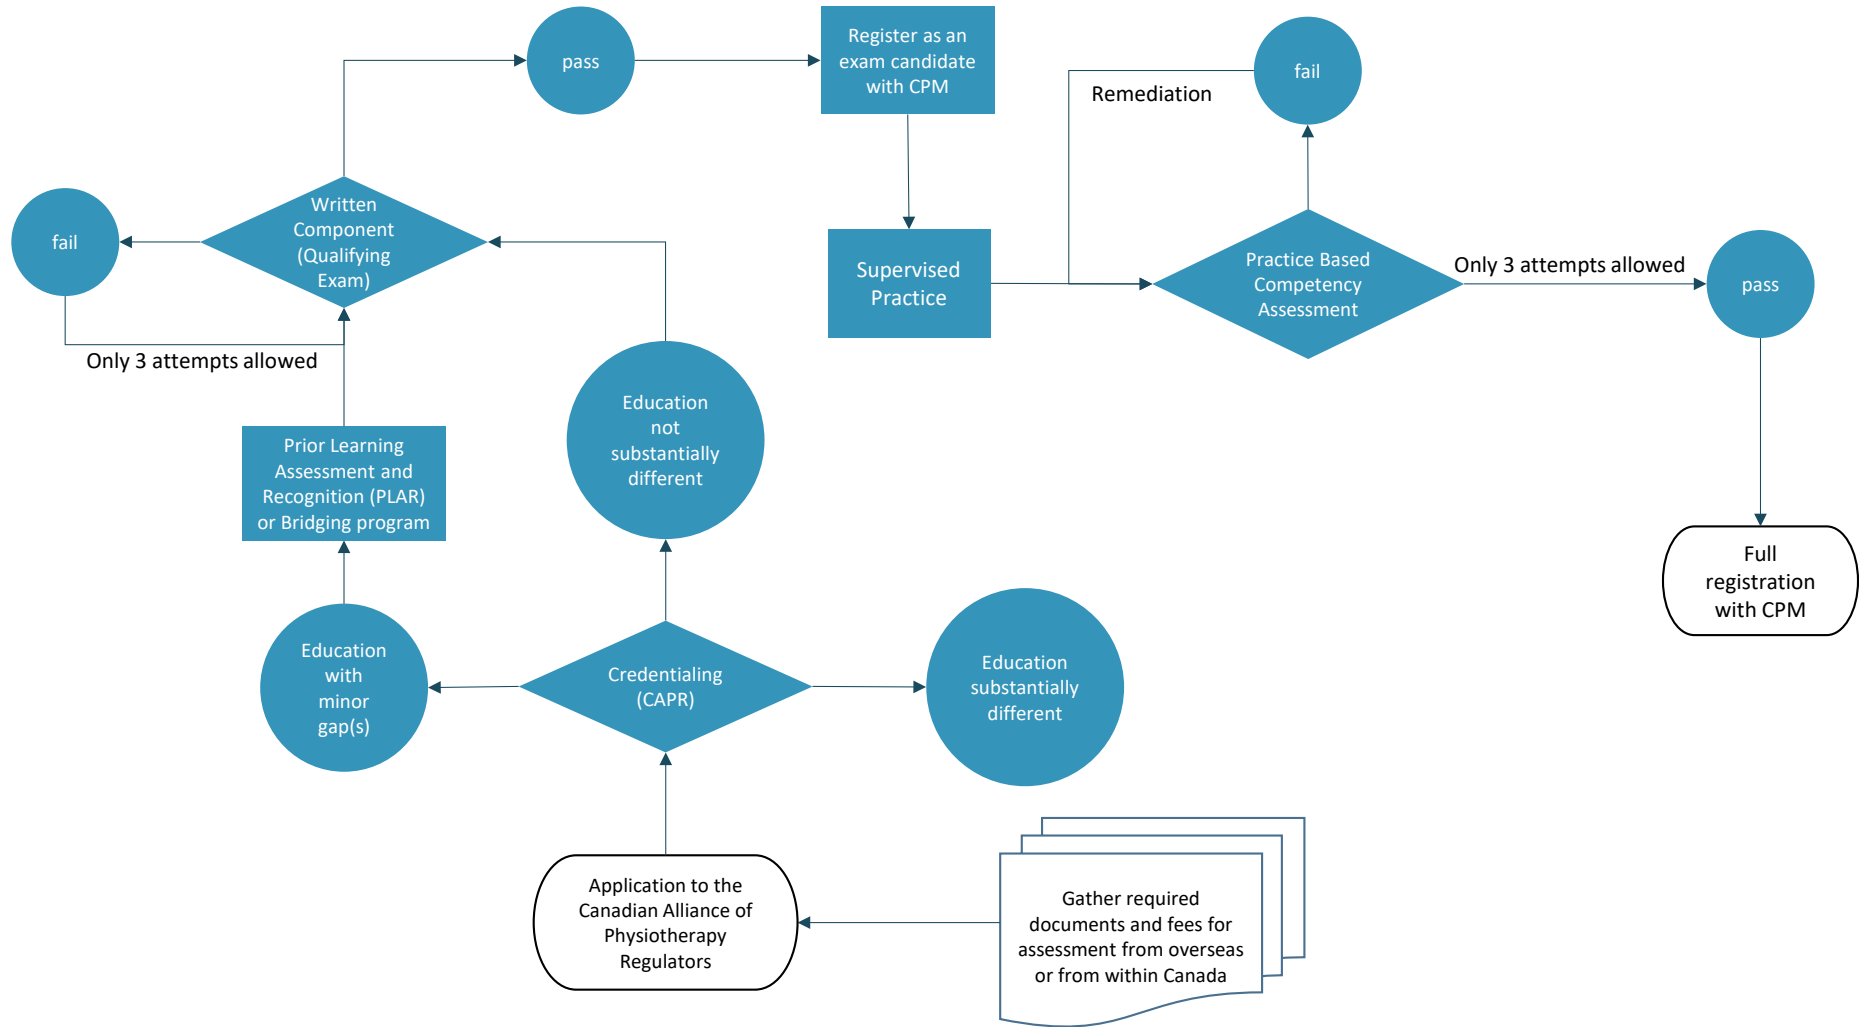 pass
Register as an
exam candidate
with CPM
fail
Remediation
Written
Component
(Qualifying
Exam)
fail
Only 3 attempts allowed
Supervised
Practice
Practice Based
Competency
Assessment
Only 3 attempts allowed
pass
Education
not
substantially
different
Prior Learning
Assessment and
Recognition (PLAR)
or Bridging program
Full
registration
with CPM
Education
with
minor
gap(s)
Credentialing
(CAPR)
Education
substantially
different
Application to the
Canadian Alliance of
Physiotherapy
Regulators
Gather required
documents and fees for
assessment from overseas
or from within Canada